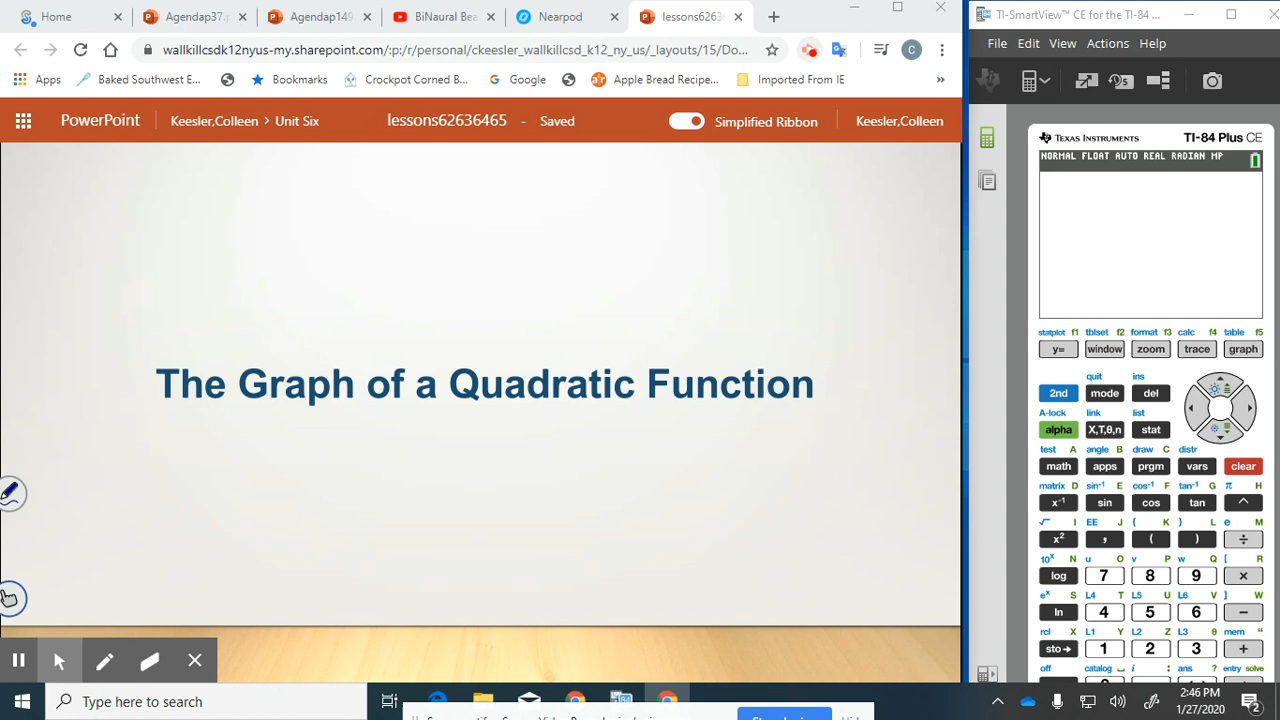 Home
Agendap37.p
Agendap149.
BiNaural Bea
Nearpod
lessons6263
wallkillcsdk12nyus-my.sharepoint.com/:p:/r/personal/ckeesler_wallkillcsd_k12_ny_us/_layouts/15/Do...
C
Apps
Baked Southwest E...
Bookmarks
Crockpot Corned B...
Google
Apple Bread Recipe...
Imported From IE
»
PowerPoint
Keesler,Colleen > Unit Six
lessons62636465 - Saved
Simplified Ribbon
Keesler,Colleen
The Graph of a Quadratic Function
Type here to search
TI-SmartView™ CE for the TI-84 ...
File Edit View Actions Help
TEXAS INSTRUMENTS TI-84 Plus CE
NORMAL FLOAT AUTO REAL RADIAN MP
statplot f1 tblset f2 format f3 calc f4 table f5
y= window zoom trace graph
quit ins
2nd mode del
A-lock link list
alpha X,T,θ,n stat
test A angle B draw C distr
math apps prgm vars clear
matrix D sin⁻¹ E cos⁻¹ F tan⁻¹ G π H
x⁻¹ sin cos tan ^
√ I EE J { K } L e M
x² , ( ) ÷
10ˣ N u O v P w Q [ R
log 7 8 9 ×
eˣ S L4 T L5 U L6 V ] W
ln 4 5 6 −
rcl X L1 Y L2 Z L3 θ mem “
sto→ 1 2 3 +
off catalog i : ans ? entry solve
2:46 PM
1/27/2020
2